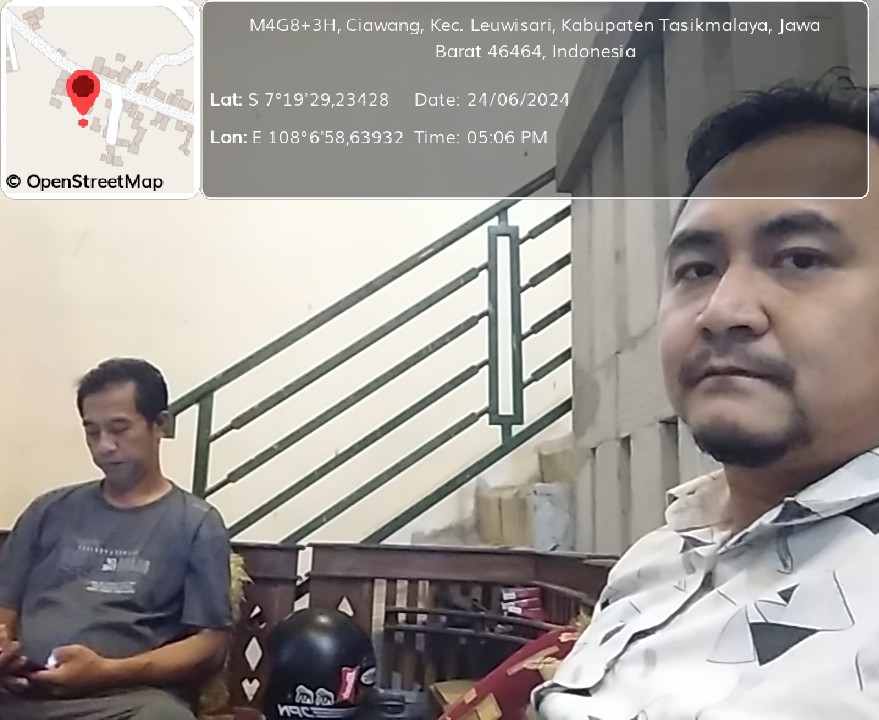 M4G8+3H, Ciawang, Kec. Leuwisari, Kabupaten Tasikmalaya, Jawa
Barat 46464, Indonesia
Lat: S 7°19'29,23428 Date: 24/06/2024
Lon: E 108°6'58,63932 Time: 05:06 PM
© OpenStreetMap